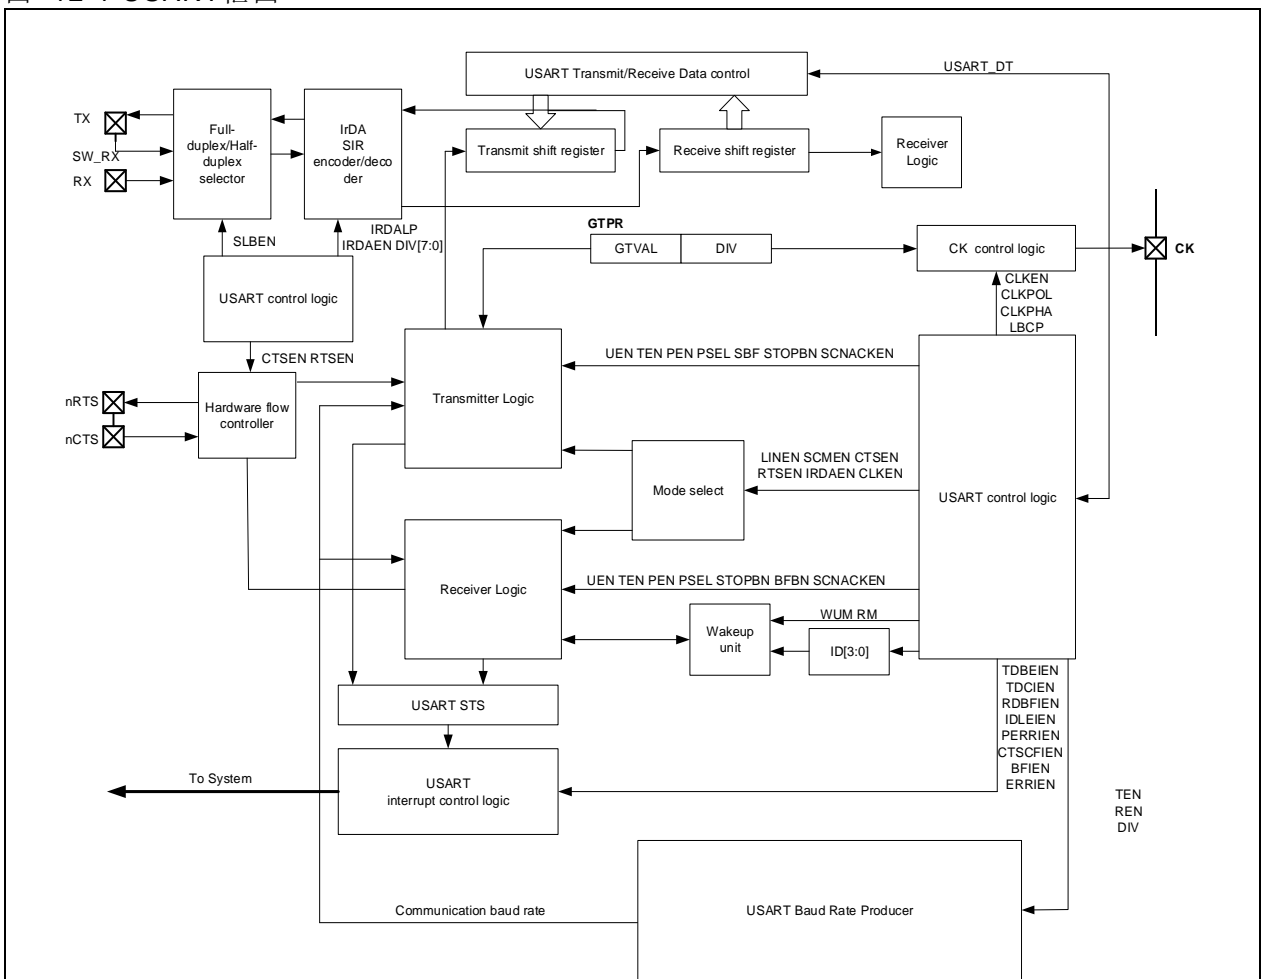 USART_DT
USART Transmit/Receive Data control
TX
SW_RX
RX
Full-
duplex/Half-
duplex
selector
IrDA
SIR
encoder/deco
der
Transmit shift register
Receive shift register
Receiver
Logic
SLBEN
IRDALP
IRDAEN DIV[7:0]
GTPR
GTVAL
DIV
CK control logic
CK
USART control logic
CLKEN
CLKPOL
CLKPHA
LBCP
CTSEN RTSEN
UEN TEN PEN PSEL SBF STOPBN SCNACKEN
nRTS
nCTS
Hardware flow
controller
Transmitter Logic
Mode select
LINEN SCMEN CTSEN
RTSEN IRDAEN CLKEN
USART control logic
Receiver Logic
UEN TEN PEN PSEL STOPBN BFBN SCNACKEN
WUM RM
Wakeup
unit
ID[3:0]
USART STS
TDBEIEN
TDCIEN
RDBFIEN
IDLEIEN
PERRIEN
CTSCFIEN
BFIEN
ERRIEN
To System
USART
interrupt control logic
TEN
REN
DIV
Communication baud rate
USART Baud Rate Producer